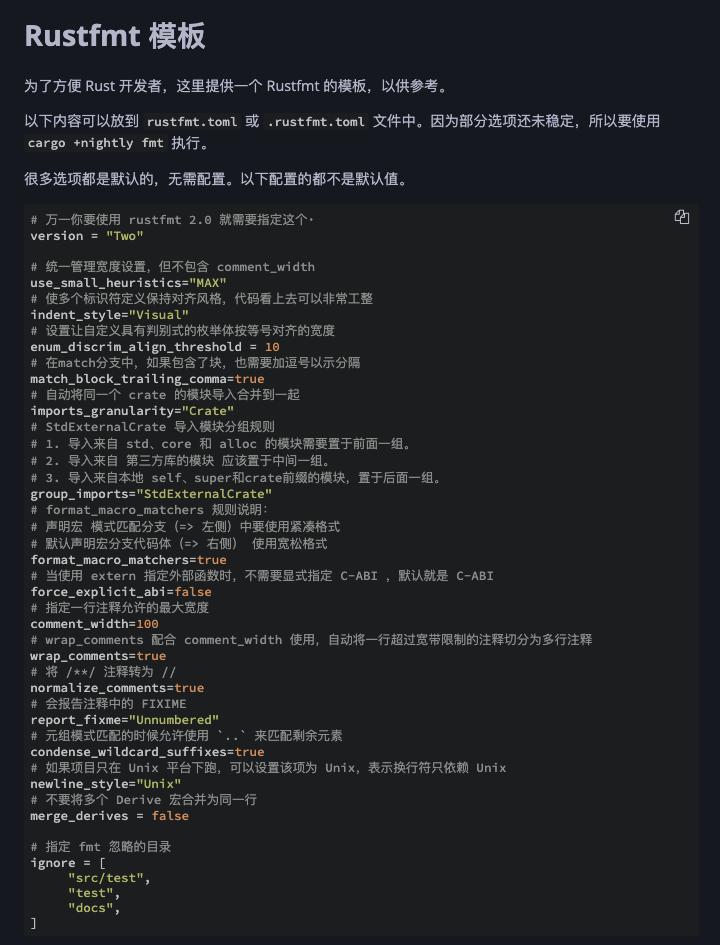 Rustfmt 模板
为了方便 Rust 开发者，这里提供一个 Rustfmt 的模板，以供参考。
以下内容可以放到 rustfmt.toml 或 .rustfmt.toml 文件中。因为部分选项还未稳定，所以要使用
cargo +nightly fmt 执行。
很多选项都是默认的，无需配置。以下配置的都不是默认值。
# 万一你要使用 rustfmt 2.0 就需要指定这个·
version = "Two"
# 统一管理宽度设置，但不包含 comment_width
use_small_heuristics="MAX"
# 使多个标识符定义保持对齐风格，代码看上去可以非常工整
indent_style="Visual"
# 设置让自定义具有判别式的枚举体按等号对齐的宽度
enum_discrim_align_threshold = 10
# 在match分支中，如果包含了块，也需要加逗号以示分隔
match_block_trailing_comma=true
# 自动将同一个 crate 的模块导入合并到一起
imports_granularity="Crate"
# StdExternalCrate 导入模块分组规则
# 1. 导入来自 std、core 和 alloc 的模块需要置于前面一组。
# 2. 导入来自 第三方库的模块 应该置于中间一组。
# 3. 导入来自本地 self、super和crate前缀的模块，置于后面一组。
group_imports="StdExternalCrate"
# format_macro_matchers 规则说明：
# 声明宏 模式匹配分支（=> 左侧）中要使用紧凑格式
# 默认声明宏分支代码体（=> 右侧） 使用宽松格式
format_macro_matchers=true
# 当使用 extern 指定外部函数时，不需要显式指定 C-ABI ，默认就是 C-ABI
force_explicit_abi=false
# 指定一行注释允许的最大宽度
comment_width=100
# wrap_comments 配合 comment_width 使用，自动将一行超过宽带限制的注释切分为多行注释
wrap_comments=true
# 将 /**/ 注释转为 //
normalize_comments=true
# 会报告注释中的 FIXIME
report_fixme="Unnumbered"
# 元组模式匹配的时候允许使用 `..` 来匹配剩余元素
condense_wildcard_suffixes=true
# 如果项目只在 Unix 平台下跑，可以设置该项为 Unix，表示换行符只依赖 Unix
newline_style="Unix"
# 不要将多个 Derive 宏合并为同一行
merge_derives = false
# 指定 fmt 忽略的目录
ignore = [
"src/test",
"test",
"docs",
]